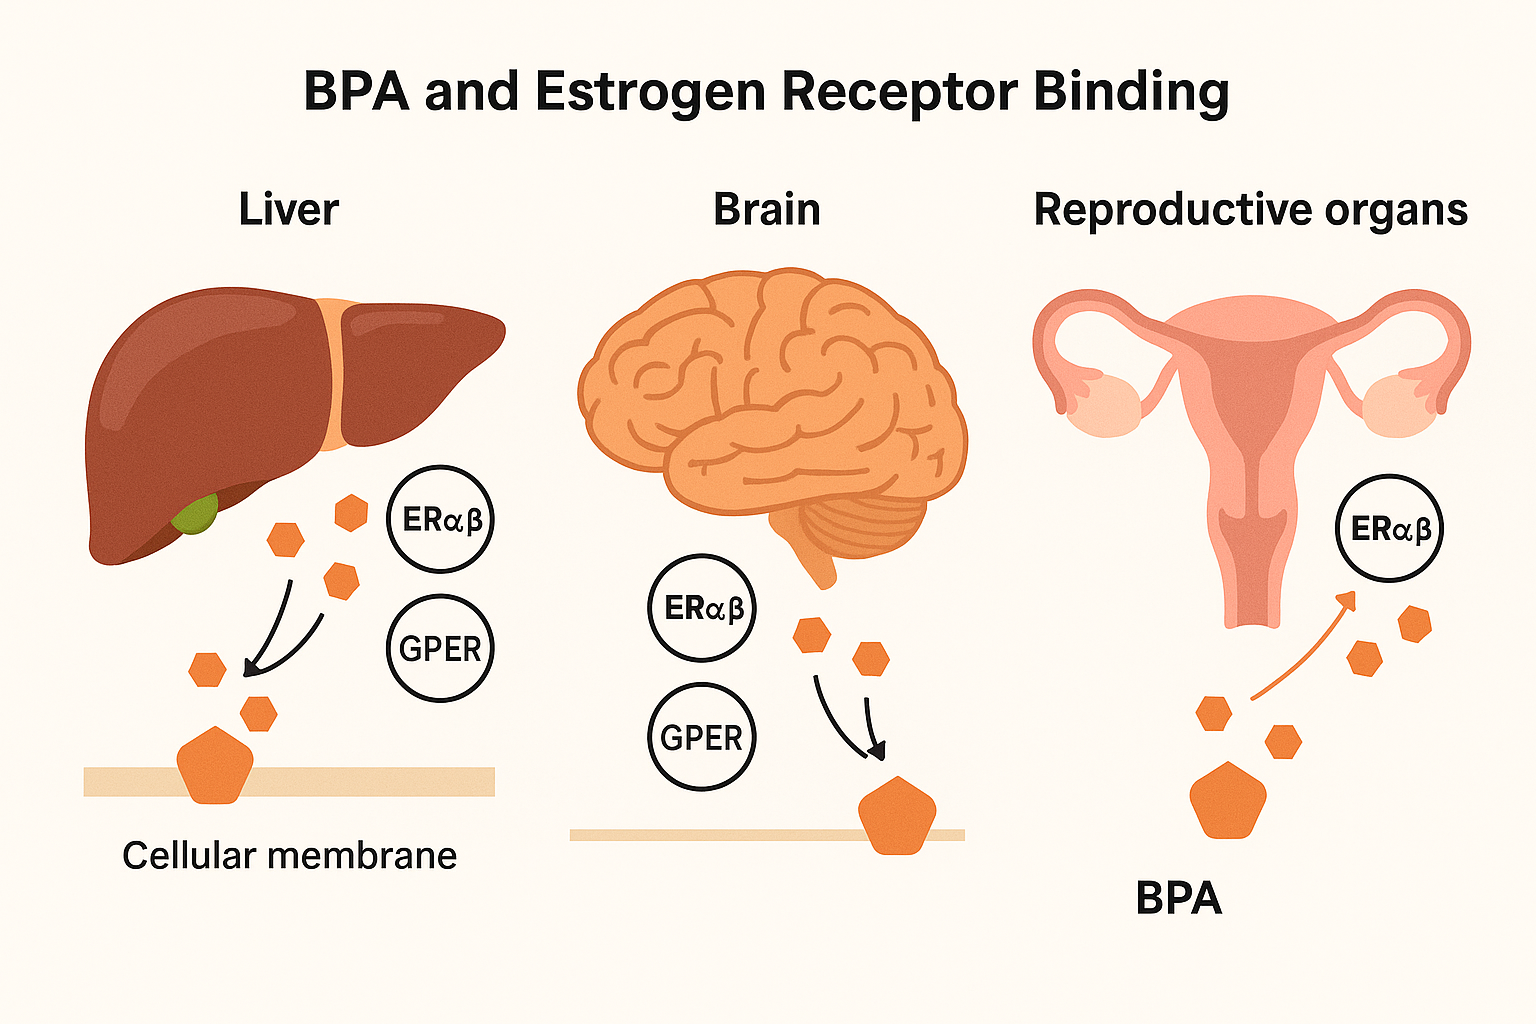 BPA and Estrogen Receptor Binding
Liver
Brain
Reproductive organs
ERαβ
GPER
ERαβ
GPER
ERαβ
Cellular membrane
BPA